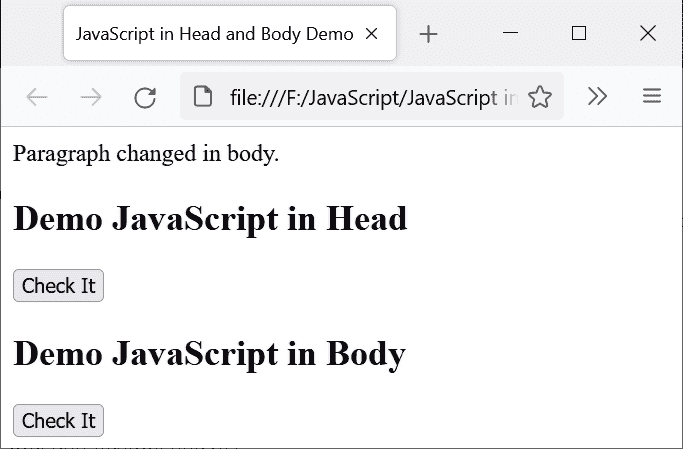 JavaScript in Head and Body Demo
file:///F:/JavaScript/JavaScript in
Paragraph changed in body.
Demo JavaScript in Head
Check It
Demo JavaScript in Body
Check It